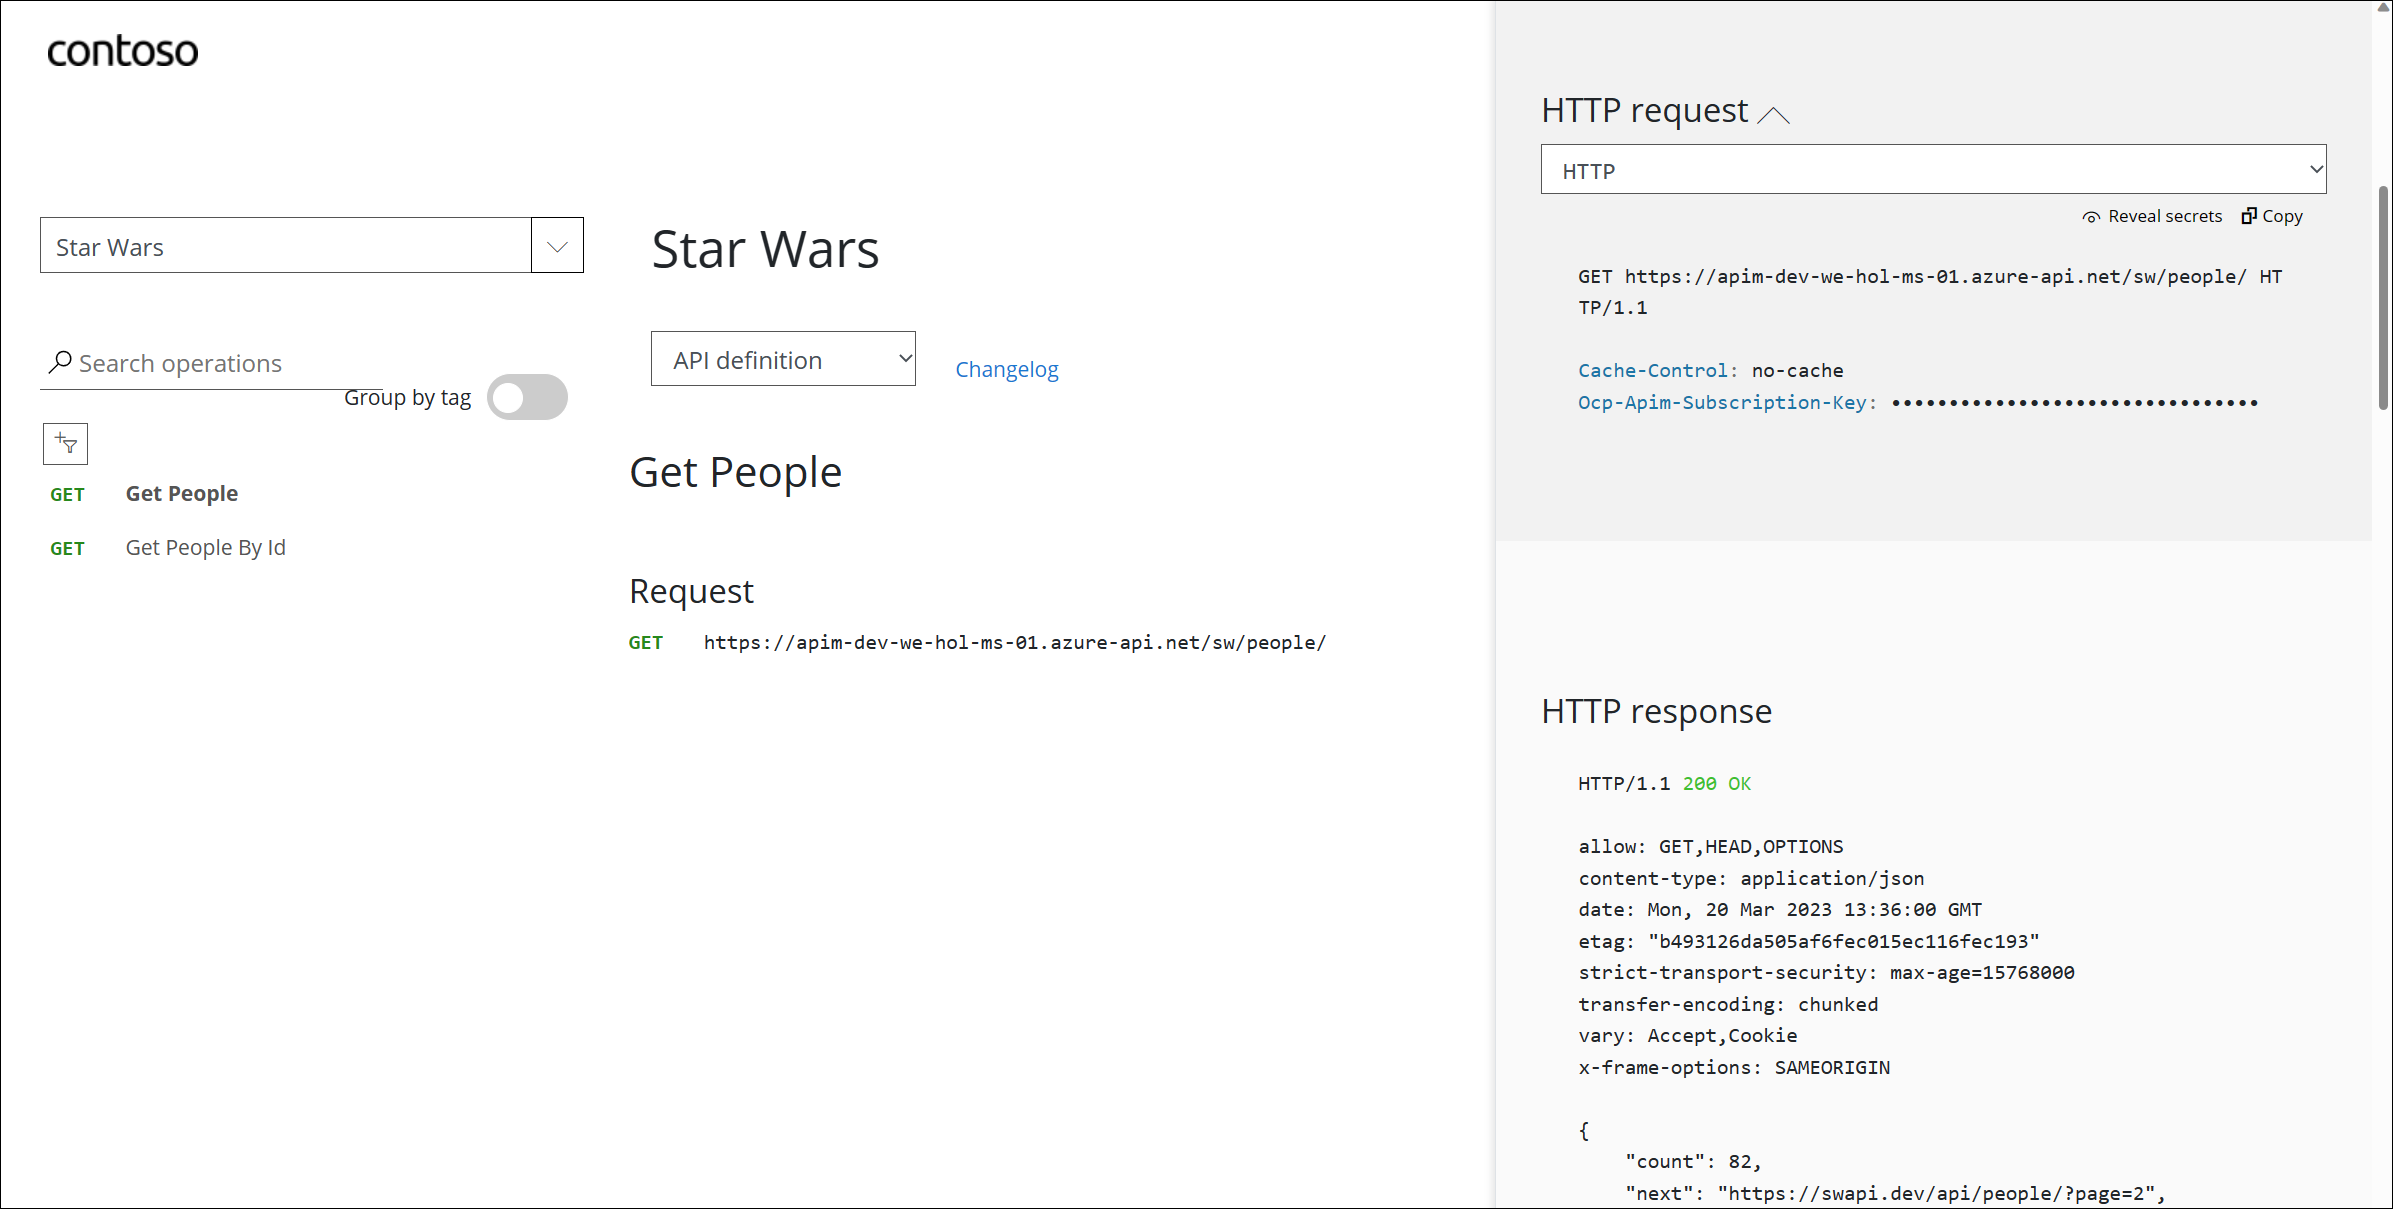 contoso
Star Wars
Search operations
Group by tag
GET Get People
GET Get People By Id
Star Wars
API definition
Changelog
Get People
Request
GET https://apim-dev-we-hol-ms-01.azure-api.net/sw/people/
HTTP request
HTTP
Reveal secrets Copy
GET https://apim-dev-we-hol-ms-01.azure-api.net/sw/people/ HT
TP/1.1
Cache-Control: no-cache
Ocp-Apim-Subscription-Key: ••••••••••••••••••••••••••••••••
HTTP response
HTTP/1.1 200 OK
allow: GET,HEAD,OPTIONS
content-type: application/json
date: Mon, 20 Mar 2023 13:36:00 GMT
etag: "b493126da505af6fec015ec116fec193"
strict-transport-security: max-age=15768000
transfer-encoding: chunked
vary: Accept,Cookie
x-frame-options: SAMEORIGIN
{
"count": 82,
"next": "https://swapi.dev/api/people/?page=2",